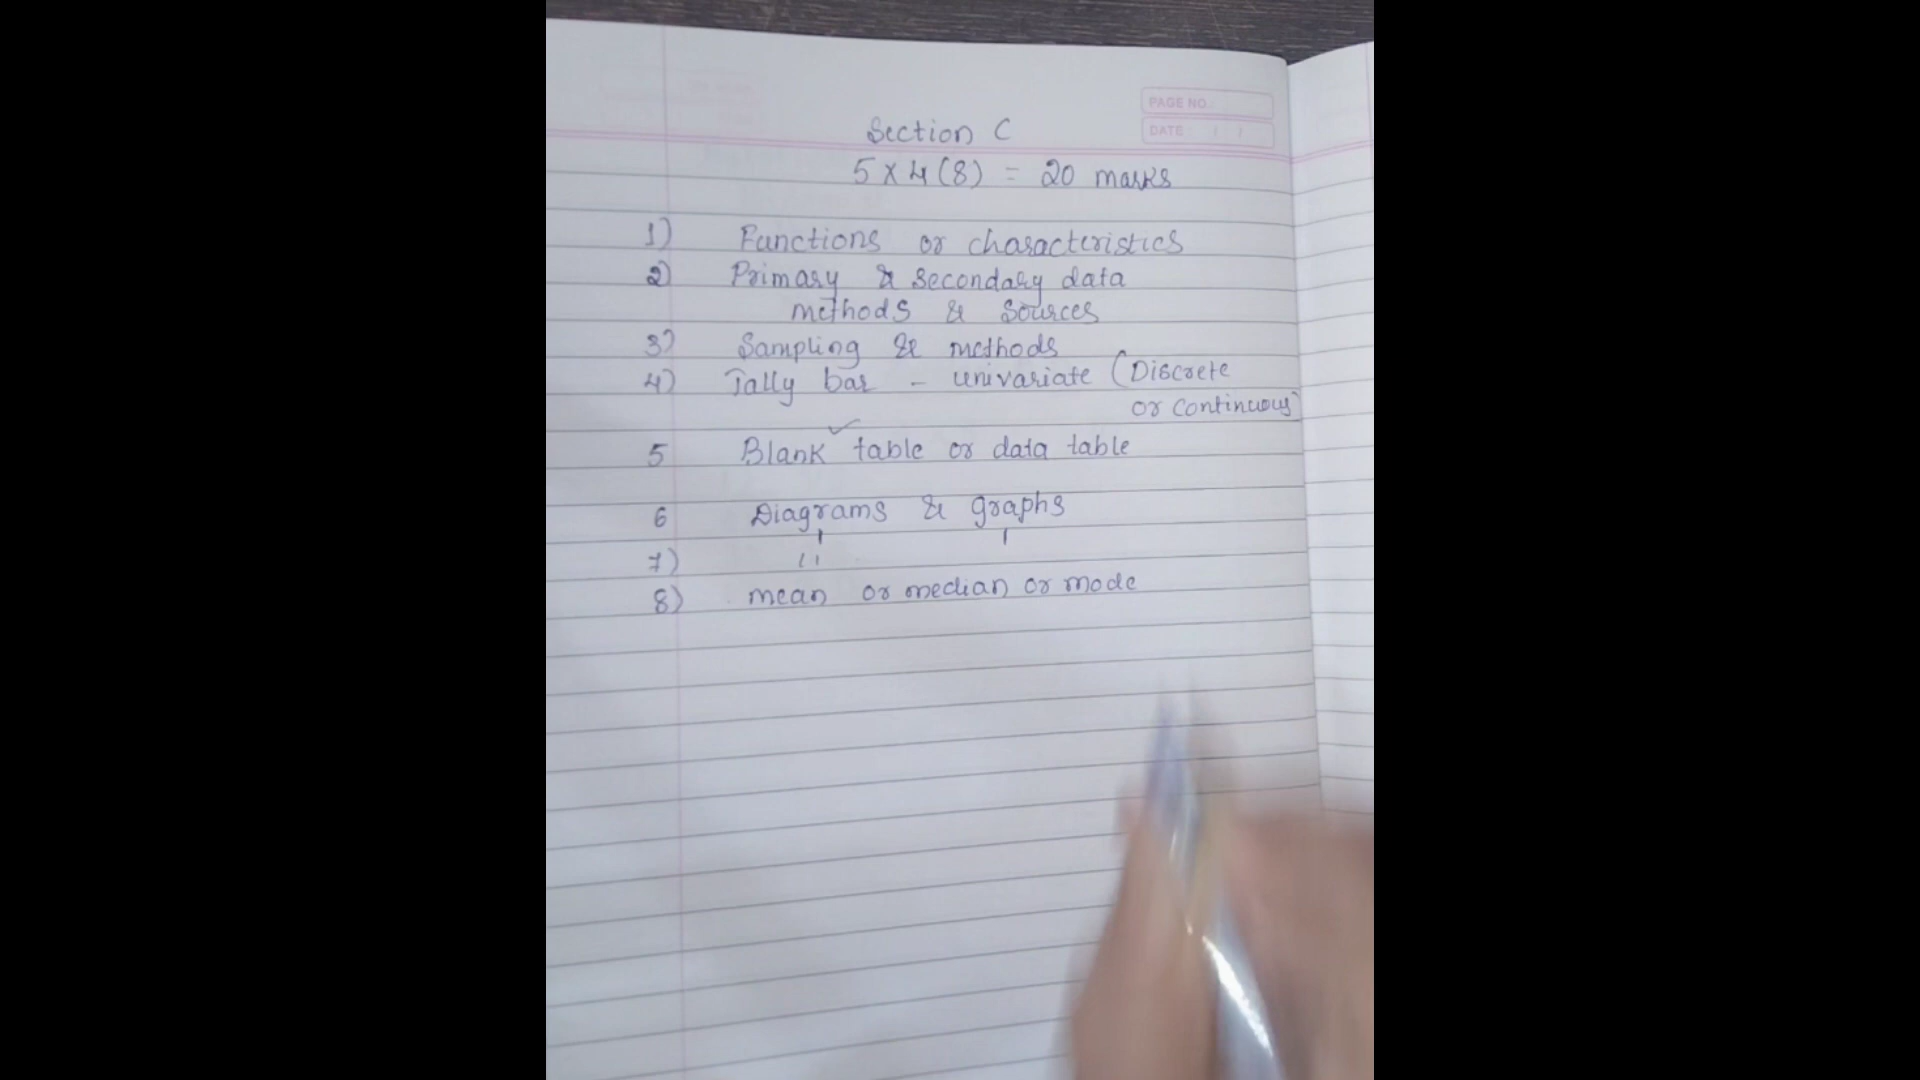 PAGE NO.
DATE: / /
Section C
5 x 4 (8) = 20 marks
1) Functions or characteristics
2) Primary & Secondary data
methods & Sources
3) Sampling & methods
4) Tally bar - univariate (Discrete
or continuous)
5 Blank table or data table
6 Diagrams & graphs
7) 11
8) mean or median or mode